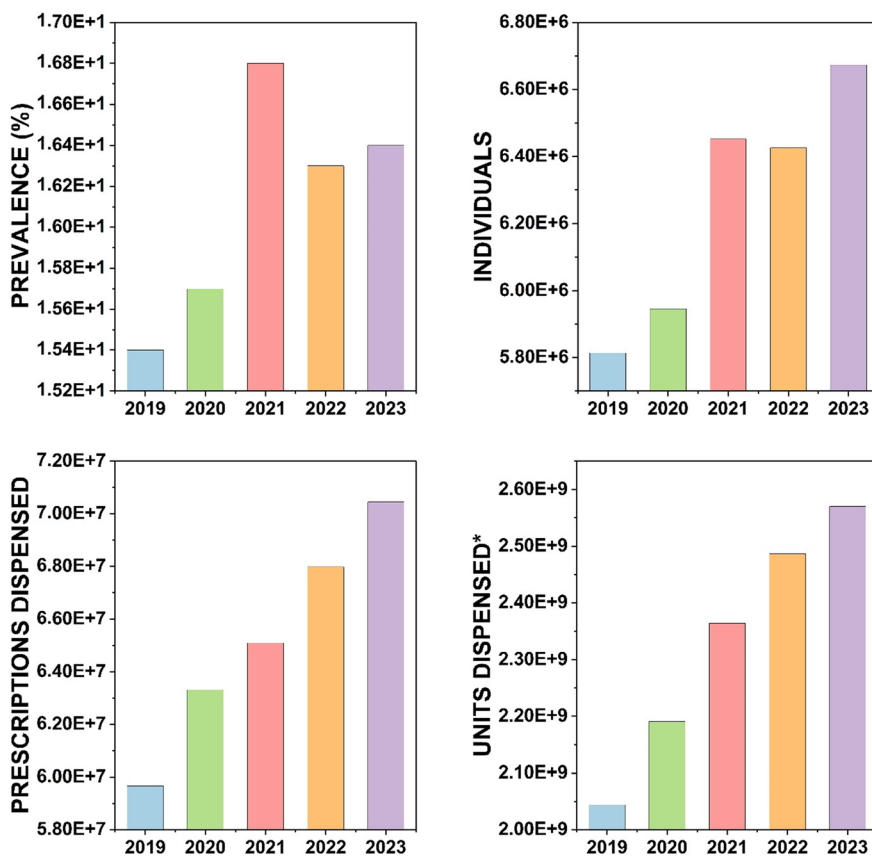 PREVALENCE (%)
1.70E+1
1.68E+1
1.66E+1
1.64E+1
1.62E+1
1.60E+1
1.58E+1
1.56E+1
1.54E+1
1.52E+1
2019 2020 2021 2022 2023
INDIVIDUALS
6.80E+6
6.60E+6
6.40E+6
6.20E+6
6.00E+6
5.80E+6
2019 2020 2021 2022 2023
PRESCRIPTIONS DISPENSED
7.20E+7
7.00E+7
6.80E+7
6.60E+7
6.40E+7
6.20E+7
6.00E+7
5.80E+7
2019 2020 2021 2022 2023
UNITS DISPENSED*
2.60E+9
2.50E+9
2.40E+9
2.30E+9
2.20E+9
2.10E+9
2.00E+9
2019 2020 2021 2022 2023